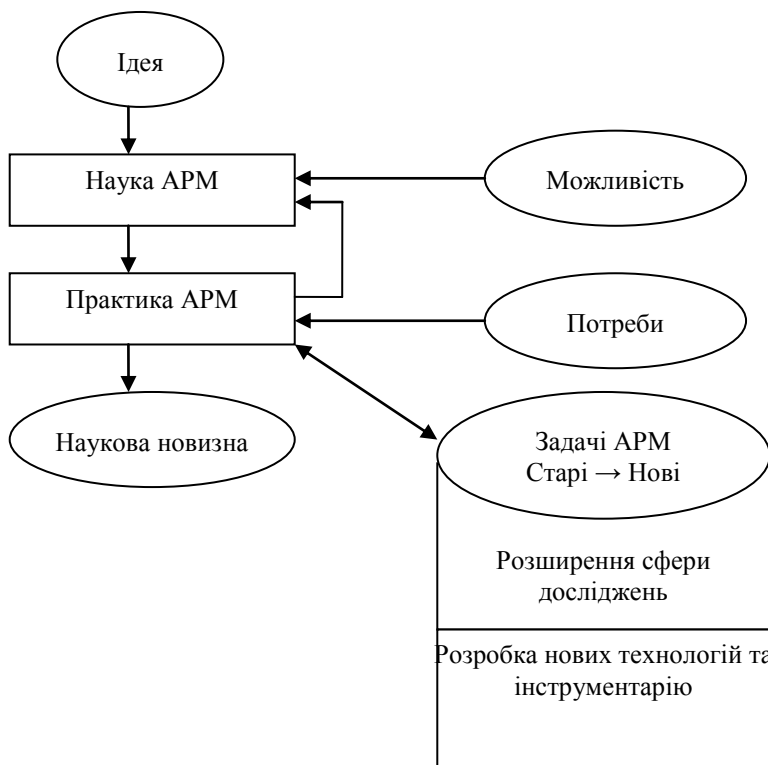 Ідея
Наука АРМ
Можливість
Практика АРМ
Потреби
Наукова новизна
Задачі АРМ
Старі → Нові
Розширення сфери
досліджень
Розробка нових технологій та
інструментарію